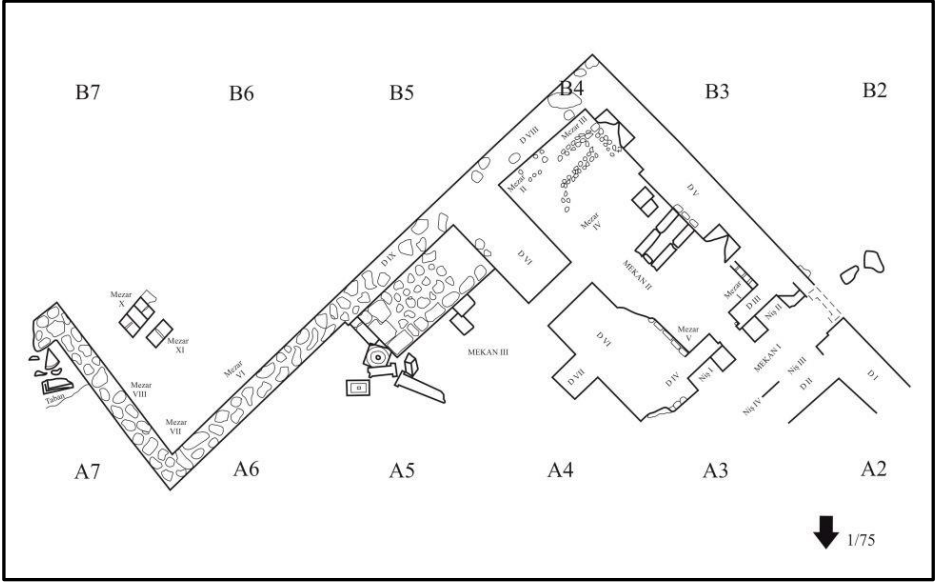 B7
B6
B5
B4
B3
B2
D VIII
Mezar III
Mezar
II
D V
Mezar
IV
D IX
D VI
MEKAN II
Mezar
I
Mezar
X
Mezar
XI
D III
Niş II
Mezar
V
D VI
MEKAN III
Mezar
VI
MEKAN I
Niş III
D I
D VII
D IV
Niş I
D II
Niş IV
Taban
Mezar
VIII
Mezar
VII
A7
A6
A5
A4
A3
A2
1/75